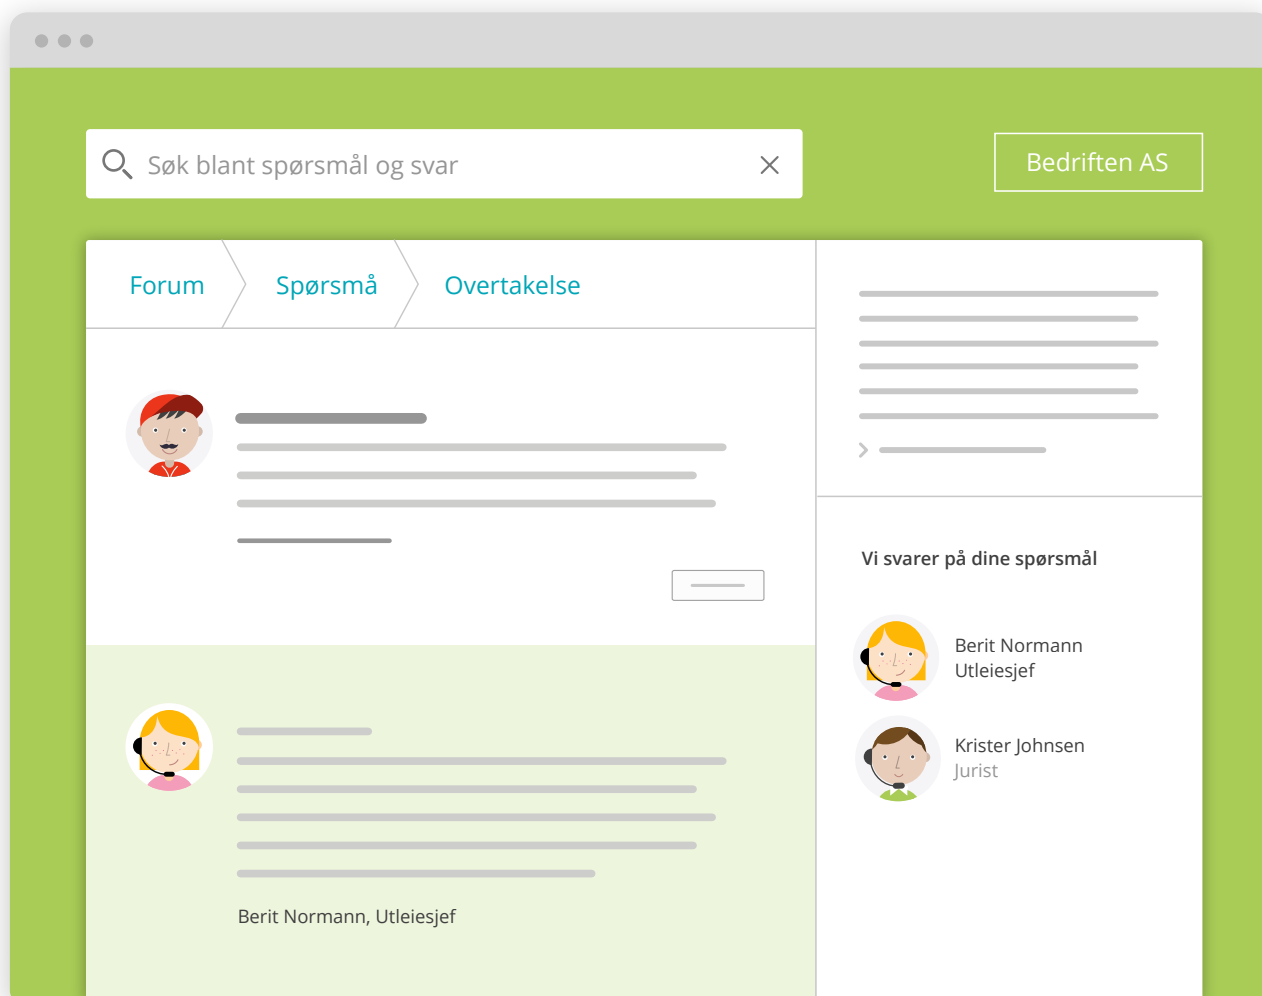 Søk blant spørsmål og svar
Bedriften AS
Forum
Spørsmå
Overtakelse
Berit Normann, Utleiesjef
Vi svarer på dine spørsmål
Berit Normann
Utleiesjef
Krister Johnsen
Jurist